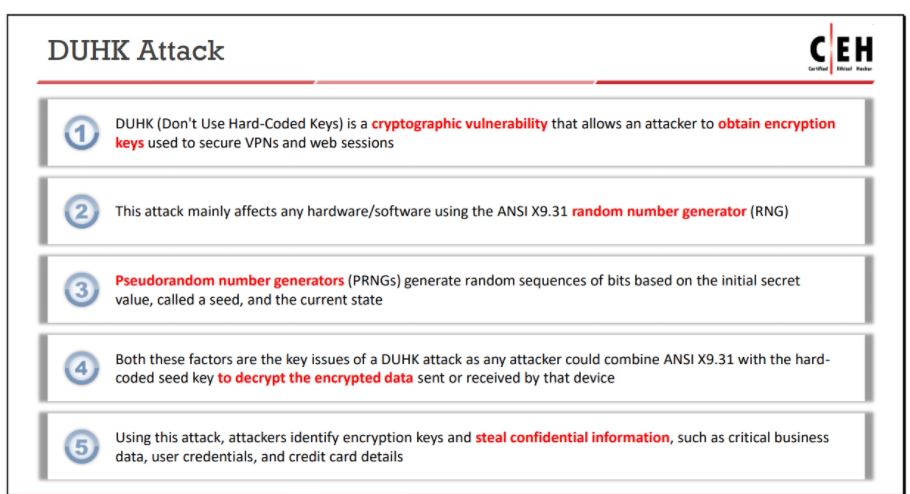 DUHK Attack
CEH
Certified Ethical Hacker
1
DUHK (Don't Use Hard-Coded Keys) is a cryptographic vulnerability that allows an attacker to obtain encryption
keys used to secure VPNs and web sessions
2
This attack mainly affects any hardware/software using the ANSI X9.31 random number generator (RNG)
3
Pseudorandom number generators (PRNGs) generate random sequences of bits based on the initial secret
value, called a seed, and the current state
4
Both these factors are the key issues of a DUHK attack as any attacker could combine ANSI X9.31 with the hard-
coded seed key to decrypt the encrypted data sent or received by that device
5
Using this attack, attackers identify encryption keys and steal confidential information, such as critical business
data, user credentials, and credit card details